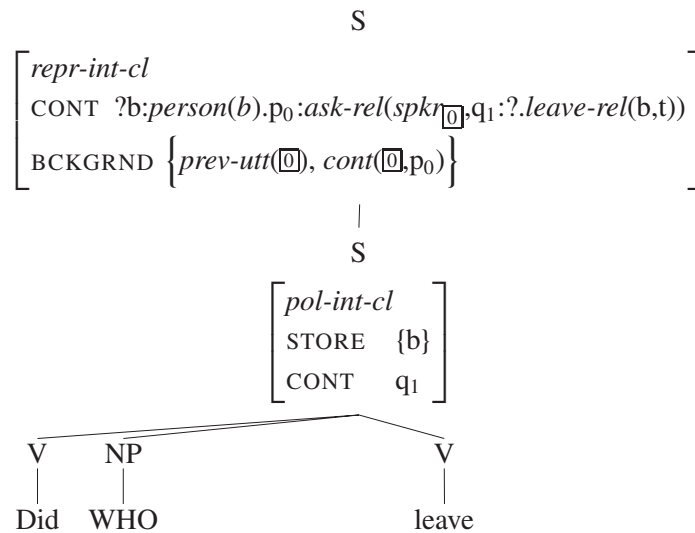 S
repr-int-cl
CONT ?b:person(b).p₀:ask-rel(spkr₀,q₁:?.leave-rel(b,t))
BCKGRND {prev-utt(0), cont(0,p₀)}
S
pol-int-cl
STORE {b}
CONT q₁
V NP V
Did WHO leave